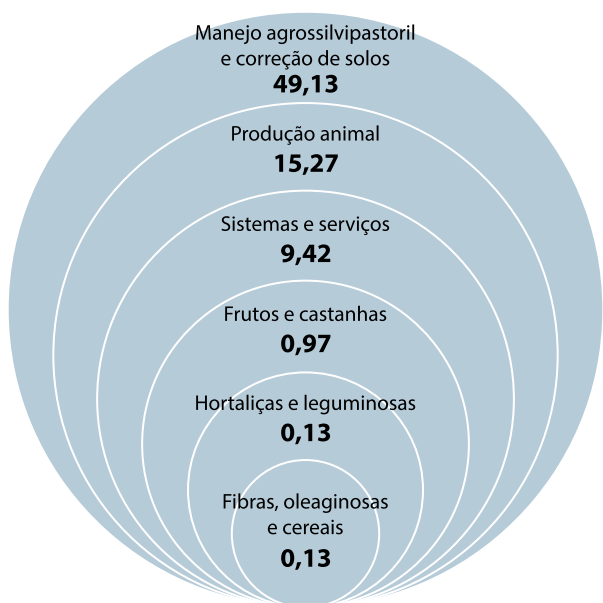 Manejo agrossilvipastoril
e correção de solos
49,13
Produção animal
15,27
Sistemas e serviços
9,42
Frutos e castanhas
0,97
Hortaliças e leguminosas
0,13
Fibras, oleaginosas
e cereais
0,13